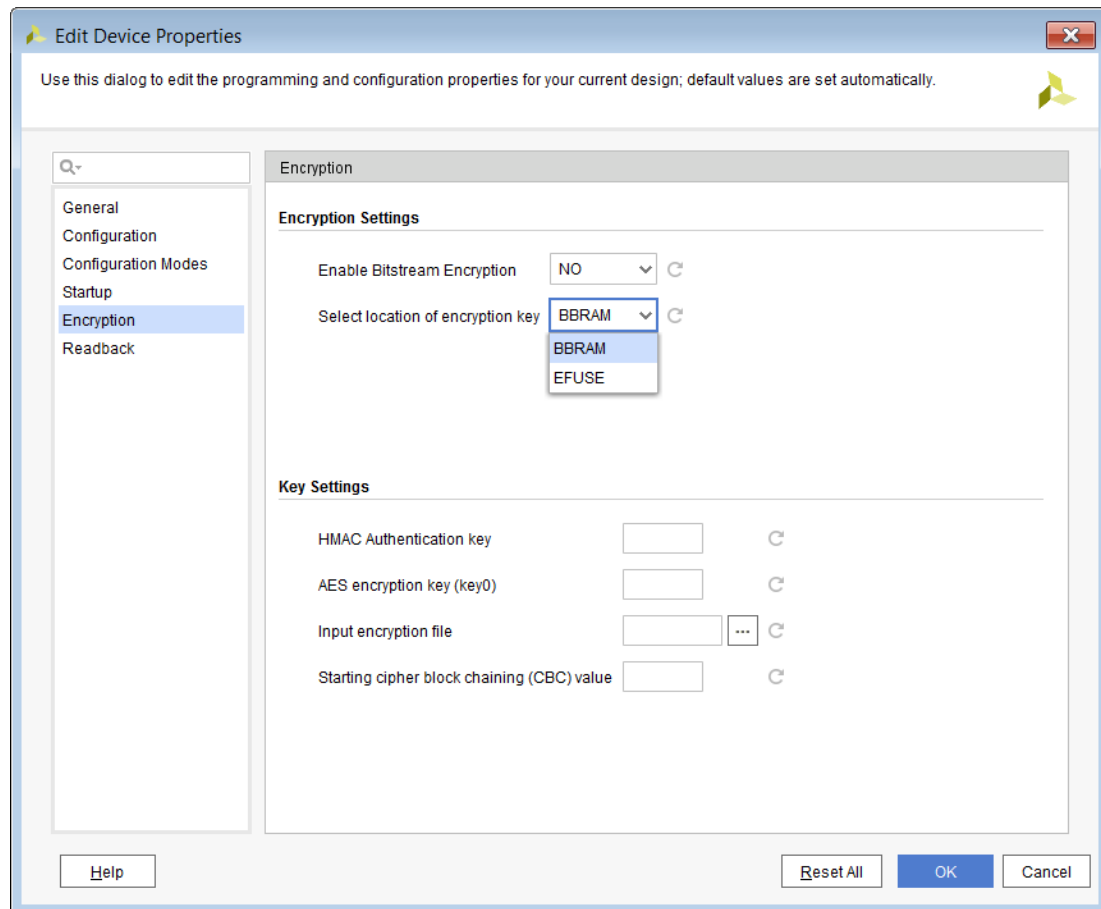 Edit Device Properties
Use this dialog to edit the programming and configuration properties for your current design; default values are set automatically.
General
Configuration
Configuration Modes
Startup
Encryption
Readback
Encryption
Encryption Settings
Enable Bitstream Encryption NO
Select location of encryption key BBRAM
BBRAM
EFUSE
Key Settings
HMAC Authentication key
AES encryption key (key0)
Input encryption file ...
Starting cipher block chaining (CBC) value
Help Reset All OK Cancel